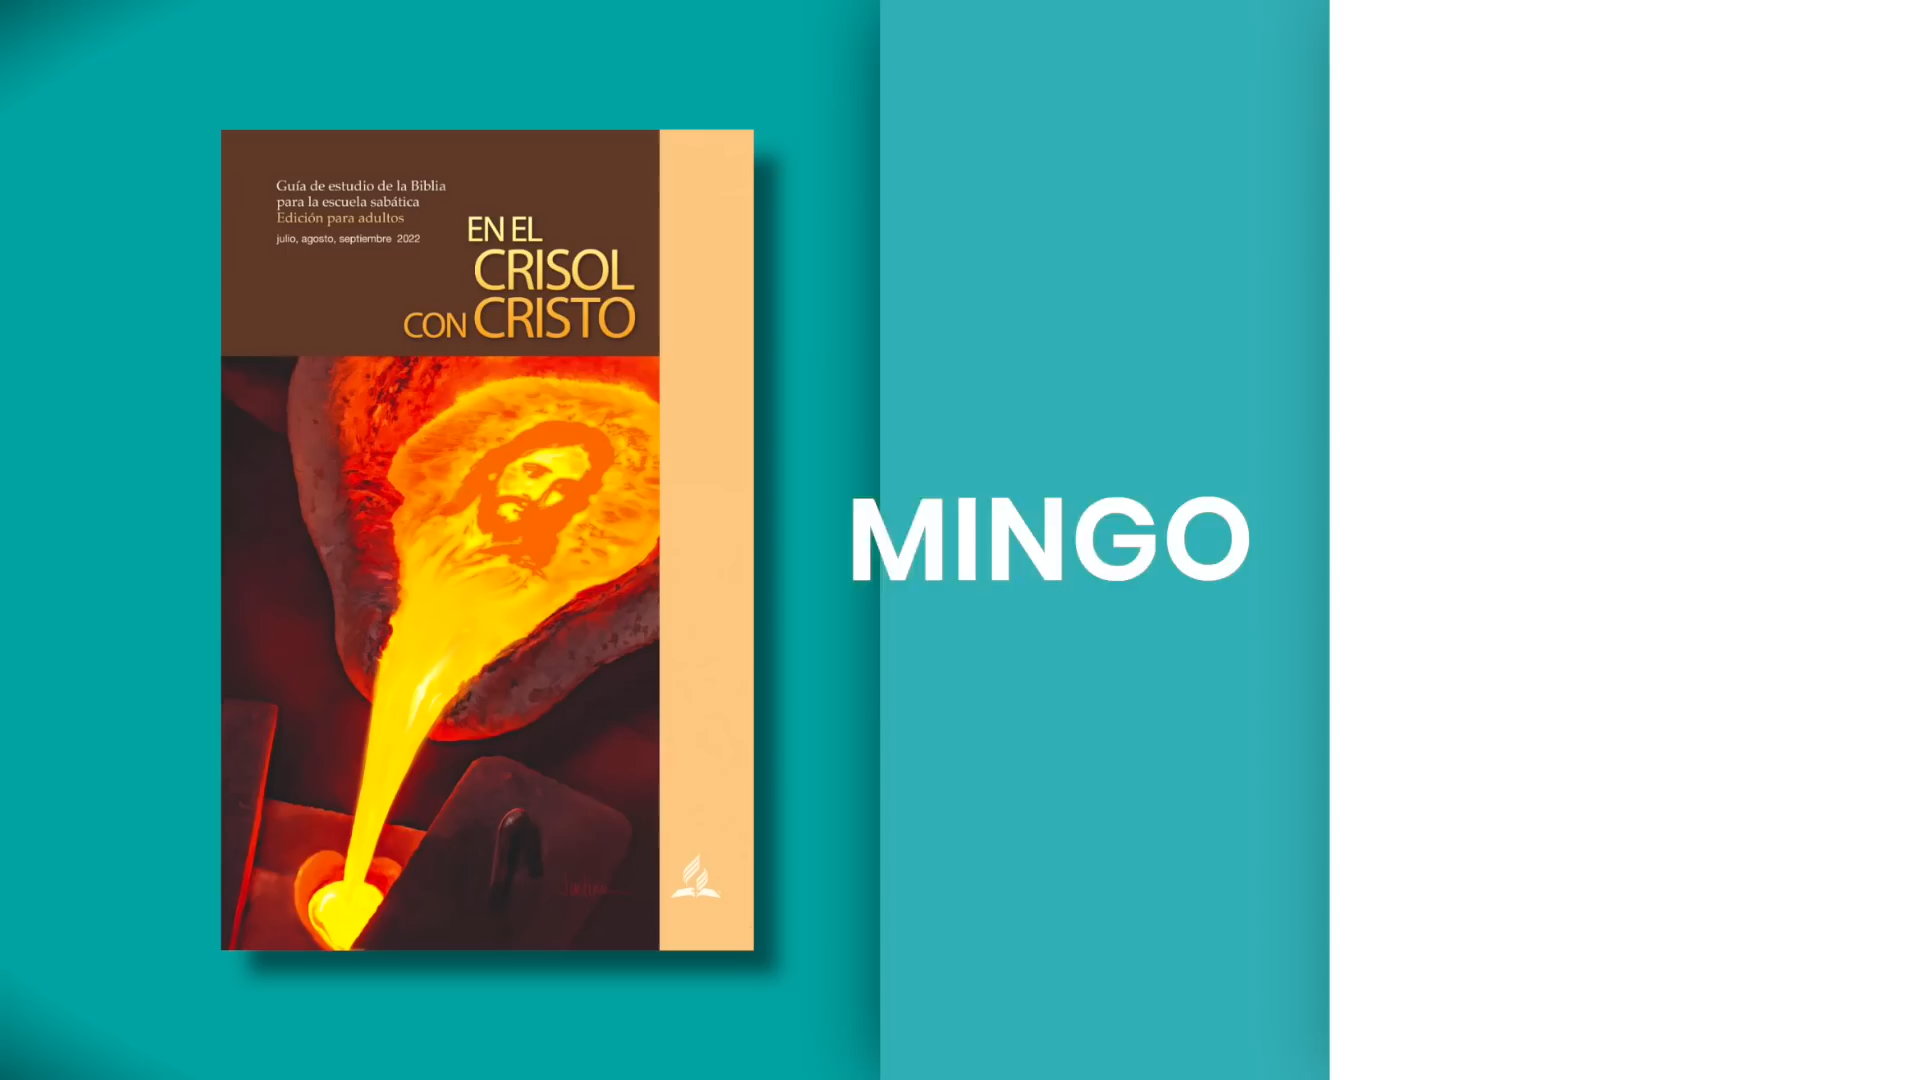 Guía de estudio de la Biblia
para la escuela sabática
Edición para adultos
julio, agosto, septiembre 2022
EN EL
CRISOL
CON CRISTO
MINGO